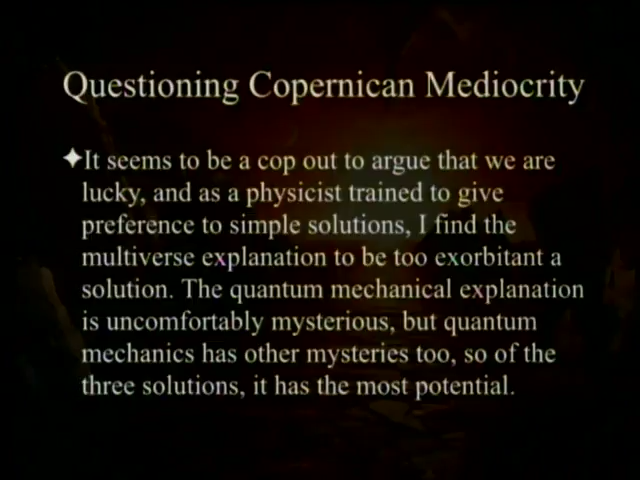 Questioning Copernican Mediocrity
✦It seems to be a cop out to argue that we are
lucky, and as a physicist trained to give
preference to simple solutions, I find the
multiverse explanation to be too exorbitant a
solution. The quantum mechanical explanation
is uncomfortably mysterious, but quantum
mechanics has other mysteries too, so of the
three solutions, it has the most potential.